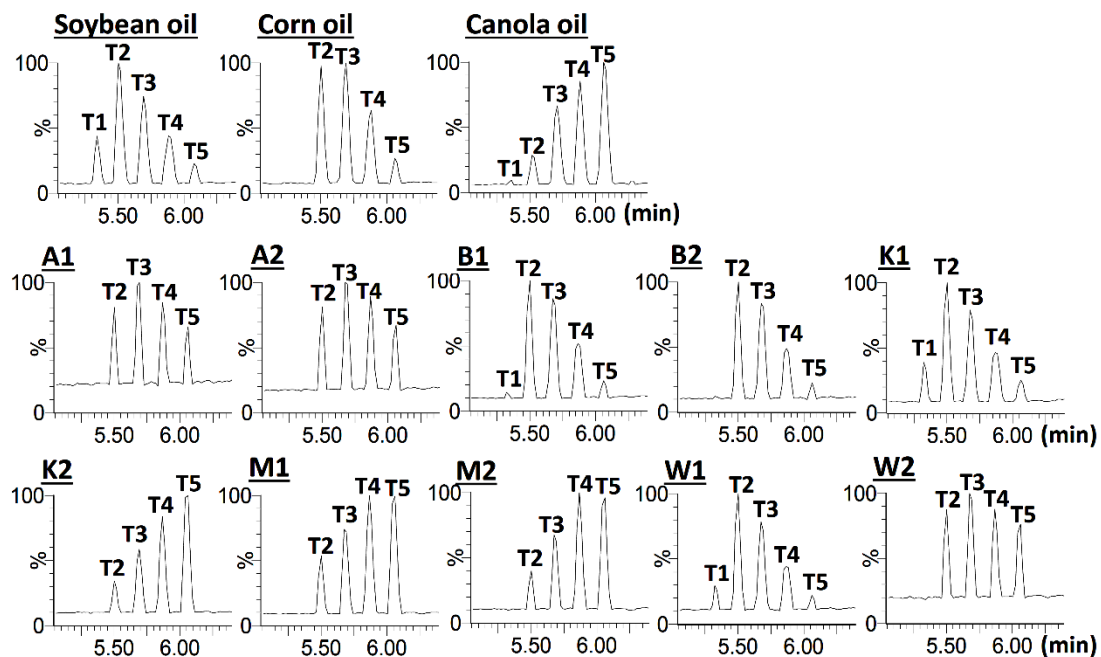 Soybean oil
T1 T2 T3 T4 T5
100
%
0
5.50 6.00
Corn oil
T2 T3 T4 T5
100
%
0
5.50 6.00
Canola oil
T1 T2 T3 T4 T5
100
%
0
5.50 6.00 (min)
A1
T2 T3 T4 T5
100
%
0
5.50 6.00
A2
T2 T3 T4 T5
100
%
0
5.50 6.00
B1
T1 T2 T3 T4 T5
100
%
0
5.50 6.00
B2
T2 T3 T4 T5
100
%
0
5.50 6.00
K1
T1 T2 T3 T4 T5
100
%
0
5.50 6.00 (min)
K2
T2 T3 T4 T5
100
%
0
5.50 6.00
M1
T2 T3 T4 T5
100
%
0
5.50 6.00
M2
T2 T3 T4 T5
100
%
0
5.50 6.00
W1
T1 T2 T3 T4 T5
100
%
0
5.50 6.00
W2
T2 T3 T4 T5
100
%
0
5.50 6.00 (min)